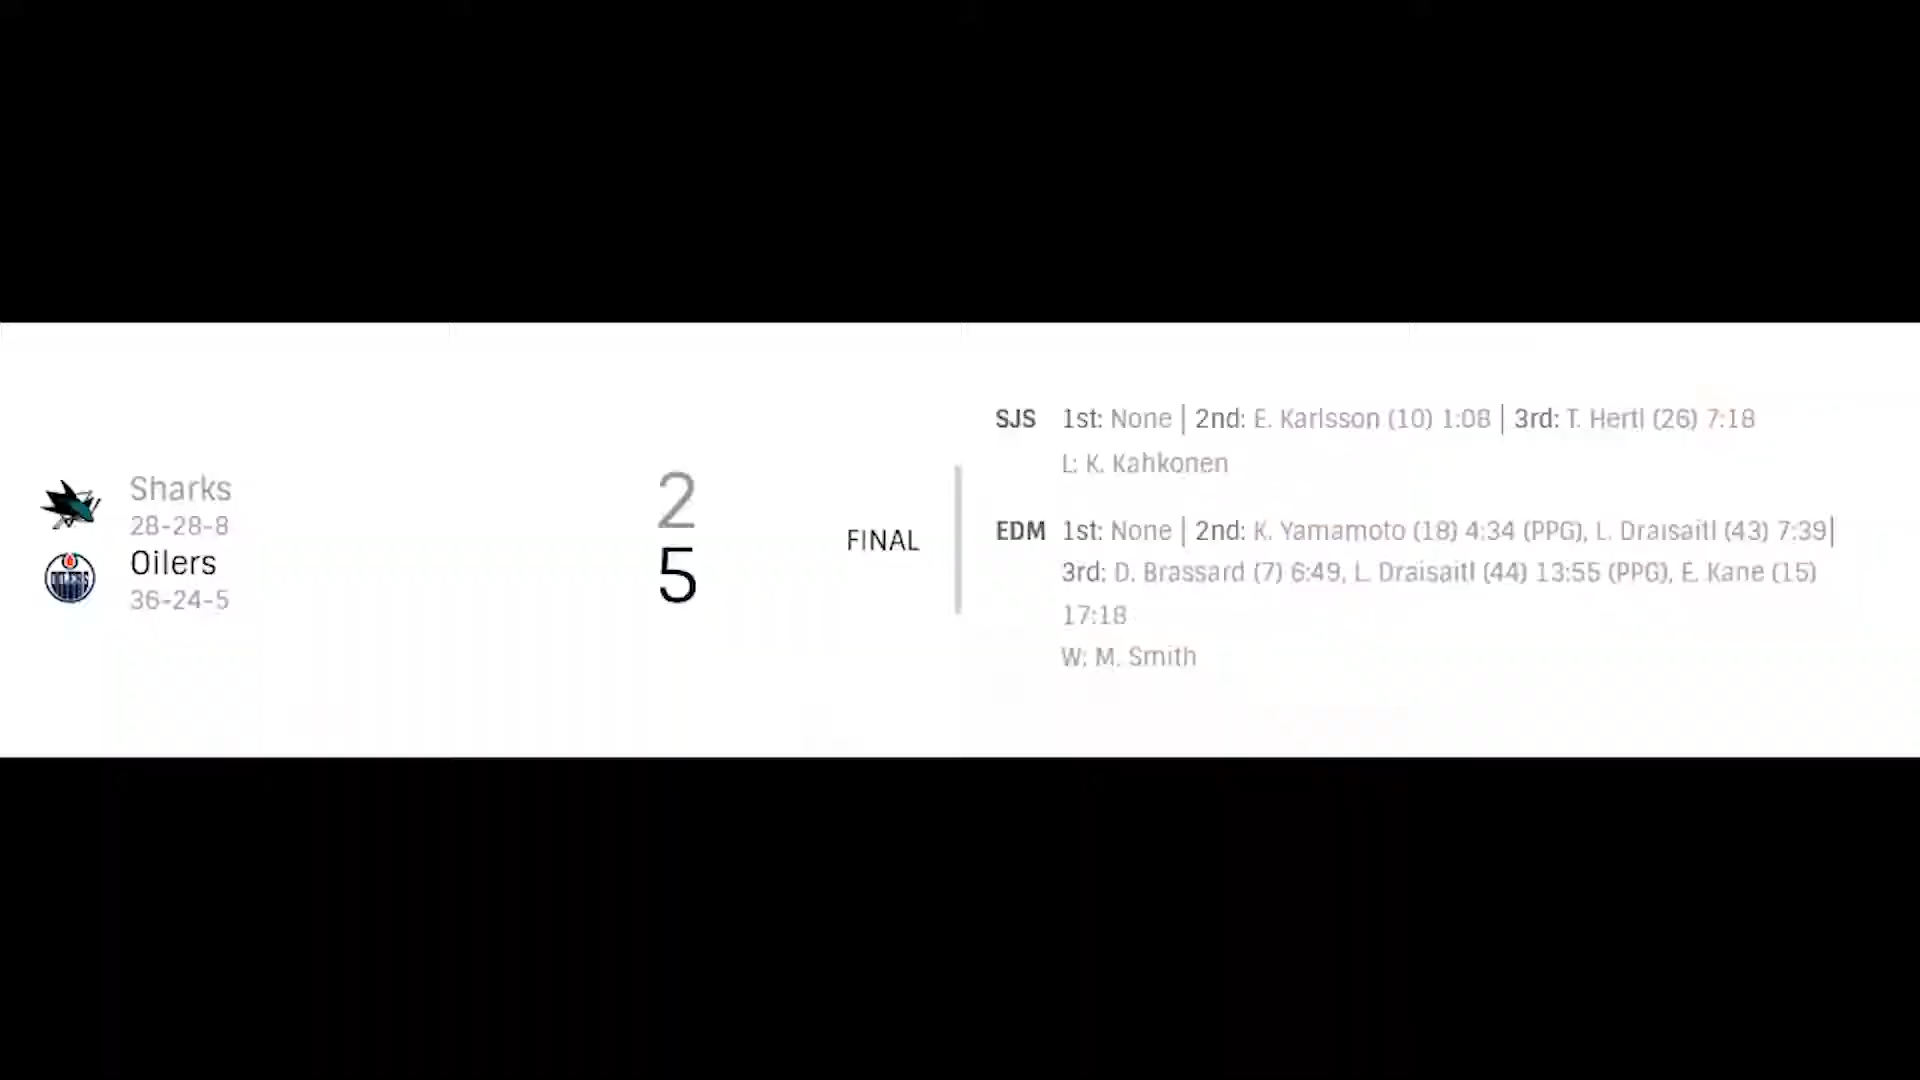 Sharks
28-28-8
2
Oilers
36-24-5
5
FINAL
SJS 1st: None | 2nd: E. Karlsson (10) 1:08 | 3rd: T. Hertl (26) 7:18
L: K. Kahkonen
EDM 1st: None | 2nd: K. Yamamoto (18) 4:34 (PPG), L. Draisaitl (43) 7:39|
3rd: D. Brassard (7) 6:49, L. Draisaitl (44) 13:55 (PPG), E. Kane (15)
17:18
W: M. Smith
OILERS